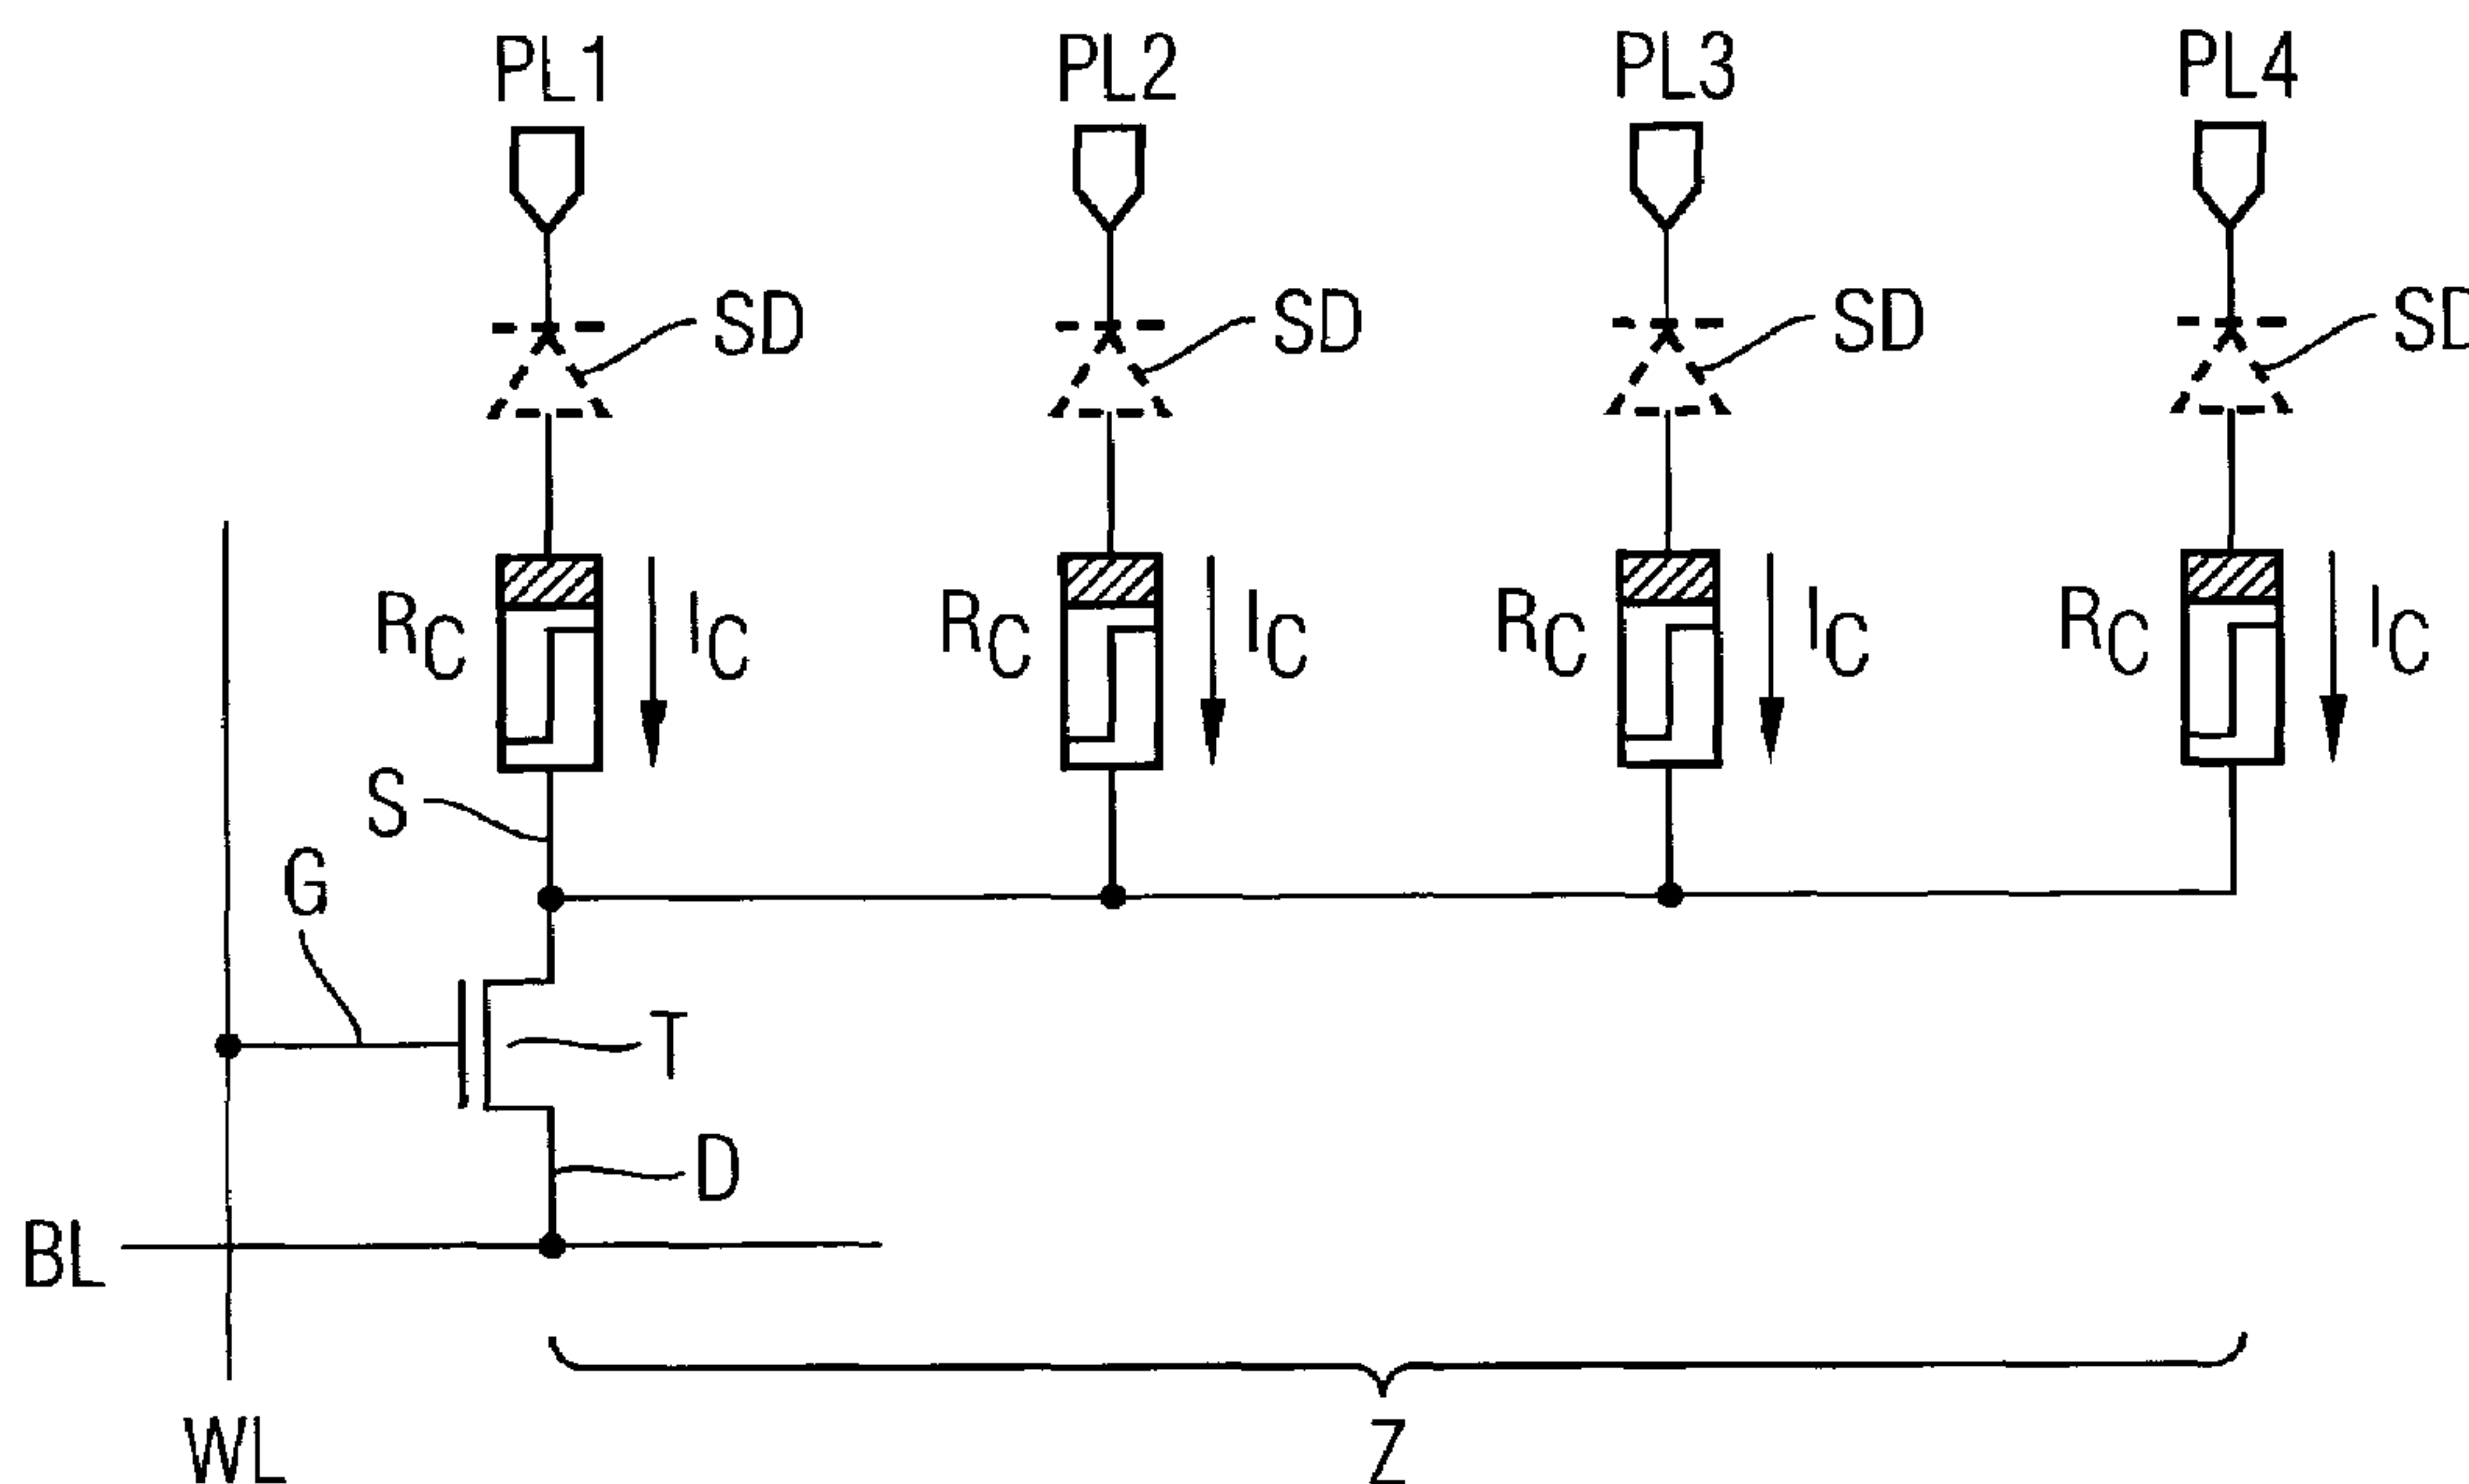 PL1 PL2 PL3 PL4
SD SD SD SD
RC IC RC IC RC IC RC IC
S
G
T
D
BL
WL
Z